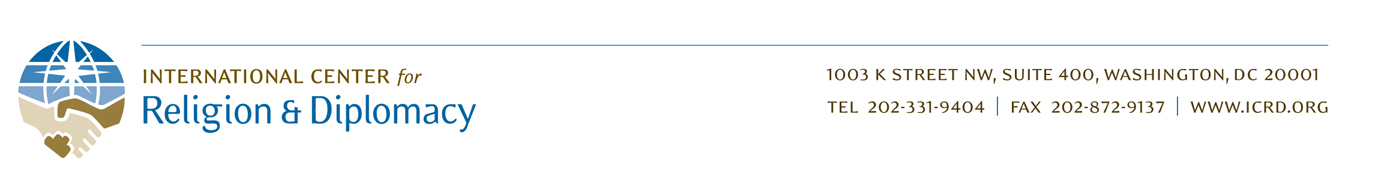 INTERNATIONAL CENTER for
Religion & Diplomacy
1003 K STREET NW, SUITE 400, WASHINGTON, DC 20001
TEL 202-331-9404 | FAX 202-872-9137 | WWW.ICRD.ORG